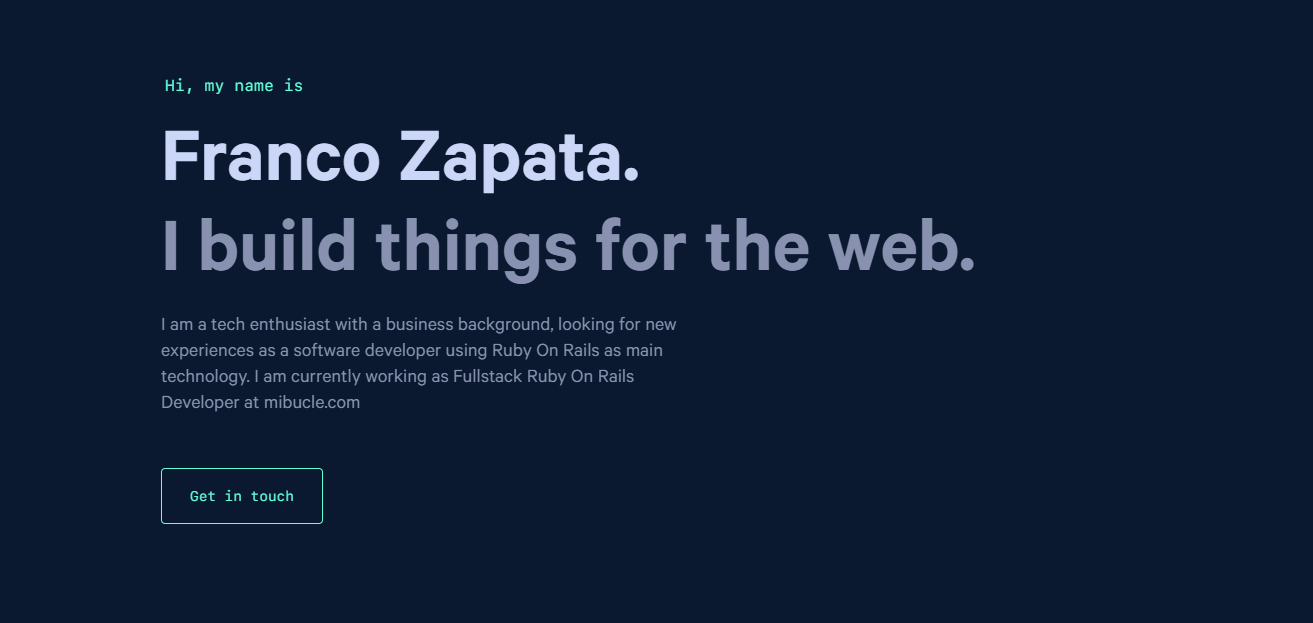 Hi, my name is
Franco Zapata.
I build things for the web.
I am a tech enthusiast with a business background, looking for new
experiences as a software developer using Ruby On Rails as main
technology. I am currently working as Fullstack Ruby On Rails
Developer at mibucle.com
Get in touch